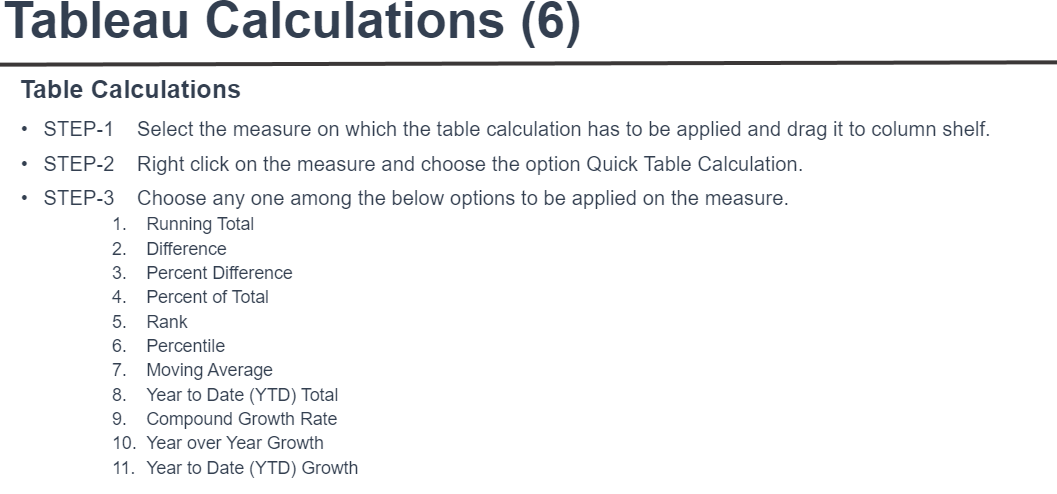 Tableau Calculations (6)
Table Calculations
• STEP-1 Select the measure on which the table calculation has to be applied and drag it to column shelf.
• STEP-2 Right click on the measure and choose the option Quick Table Calculation.
• STEP-3 Choose any one among the below options to be applied on the measure.
1. Running Total
2. Difference
3. Percent Difference
4. Percent of Total
5. Rank
6. Percentile
7. Moving Average
8. Year to Date (YTD) Total
9. Compound Growth Rate
10. Year over Year Growth
11. Year to Date (YTD) Growth